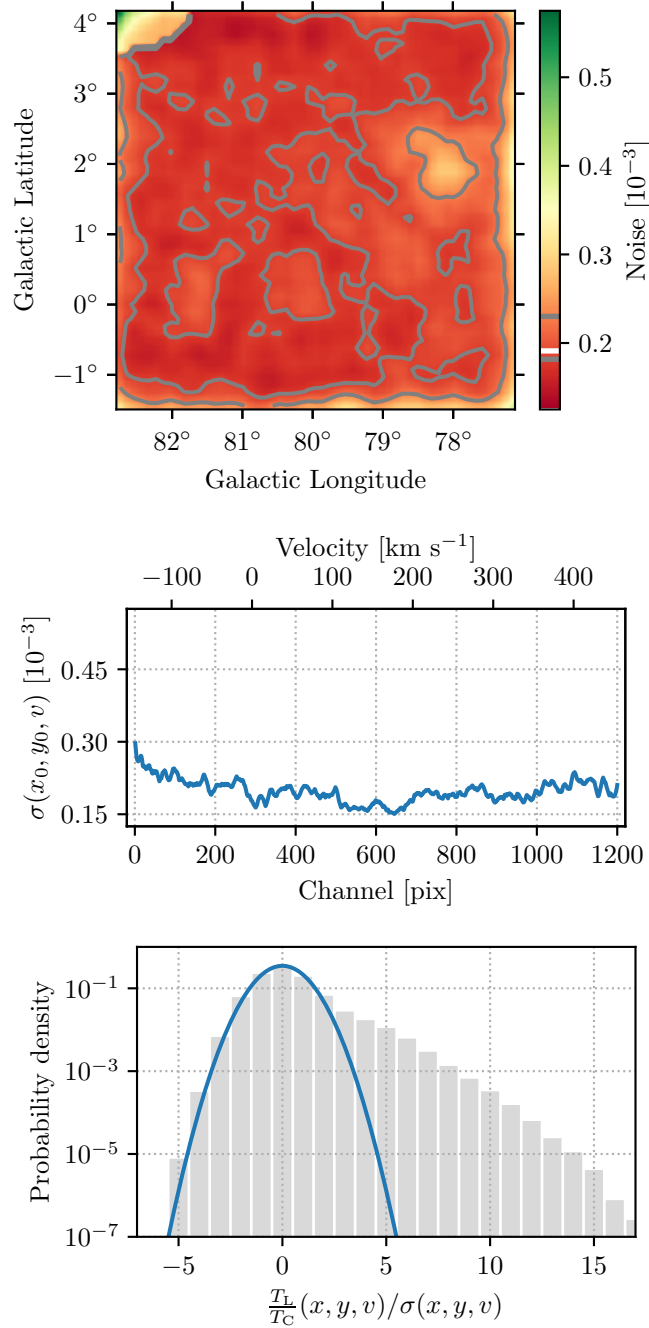 4°
3°
2°
1°
0°
−1°
Galactic Latitude
82° 81° 80° 79° 78°
Galactic Longitude
0.5
0.4
0.3
0.2
Noise [10⁻³]
Velocity [km s⁻¹]
−100 0 100 200 300 400
0.45
0.30
0.15
σ(x₀, y₀, v) [10⁻³]
0 200 400 600 800 1000 1200
Channel [pix]
10⁻¹
10⁻³
10⁻⁵
10⁻⁷
Probability density
−5 0 5 10 15
T_L/T_C (x, y, v)/σ(x, y, v)